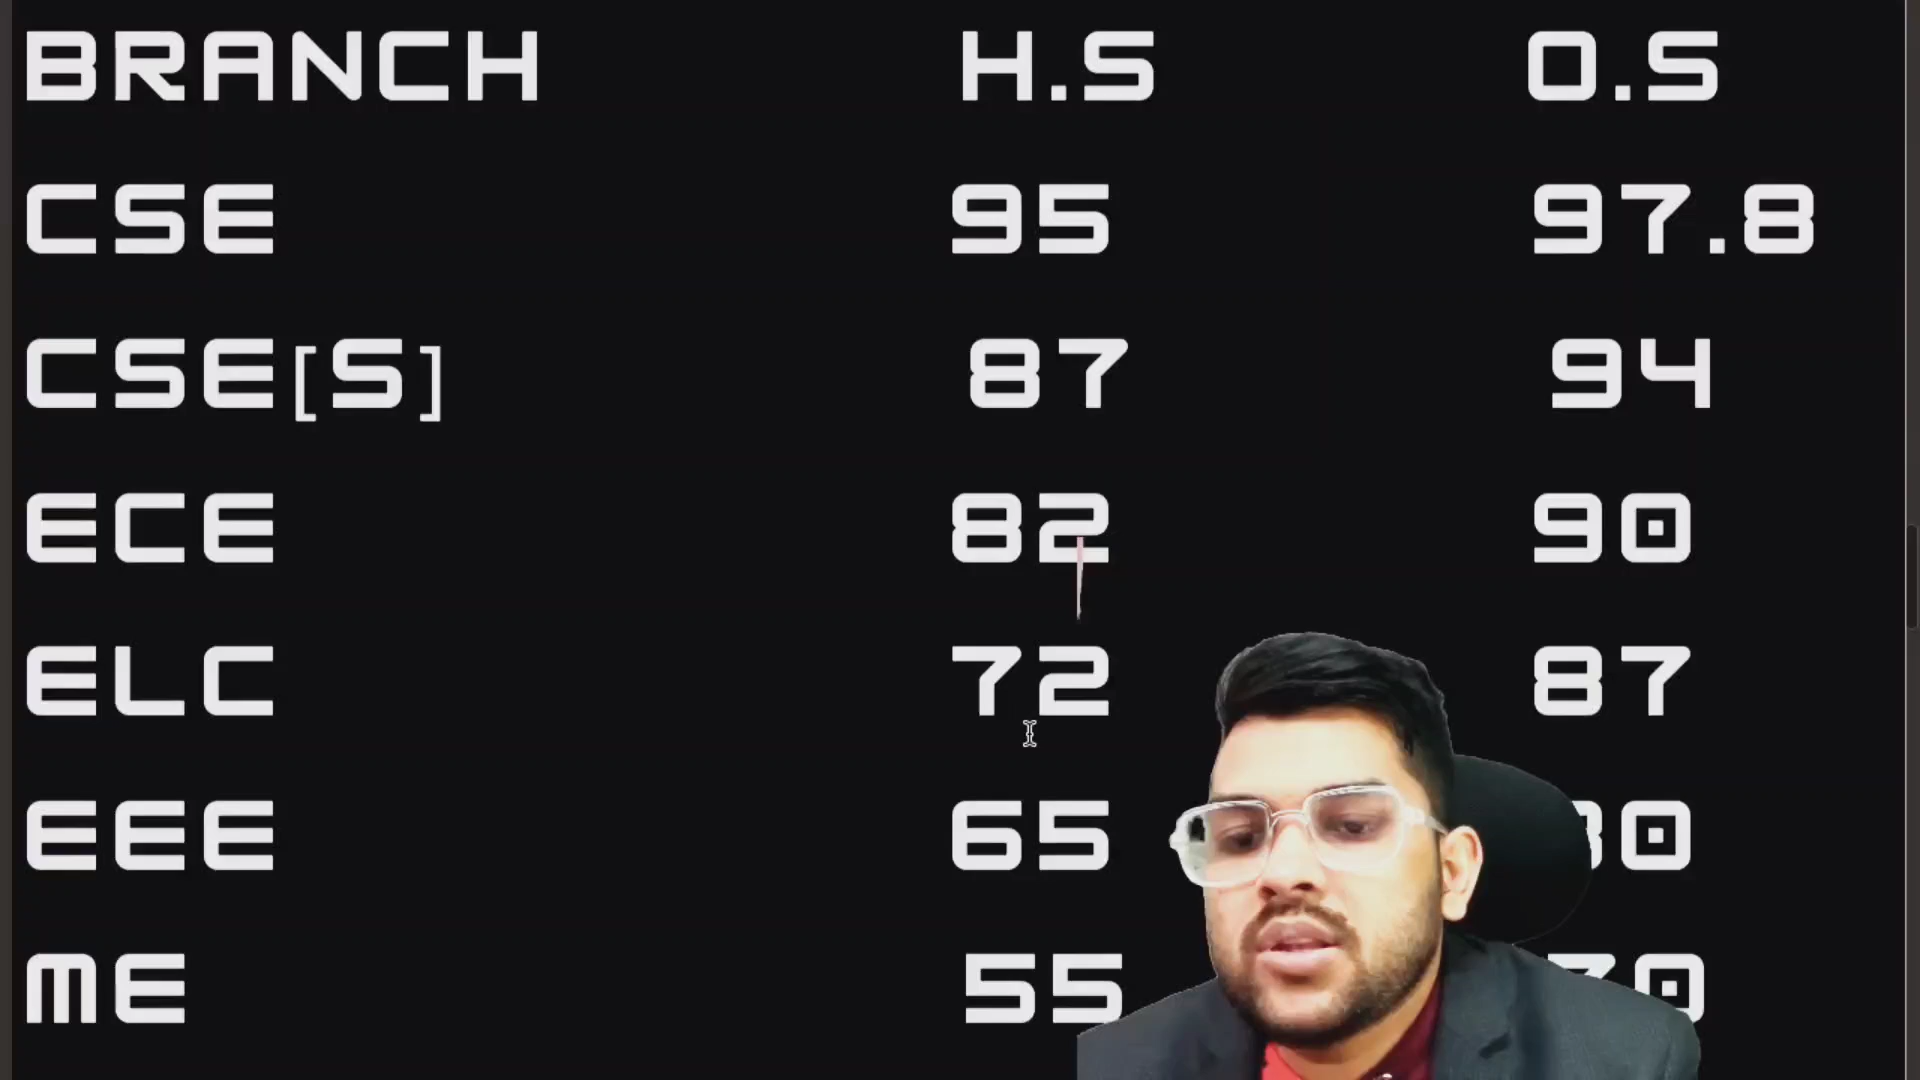 BRANCH H.S O.S
CSE 95 97.8
CSE[S] 87 94
ECE 82 90
ELC 72 87
EEE 65
ME 55